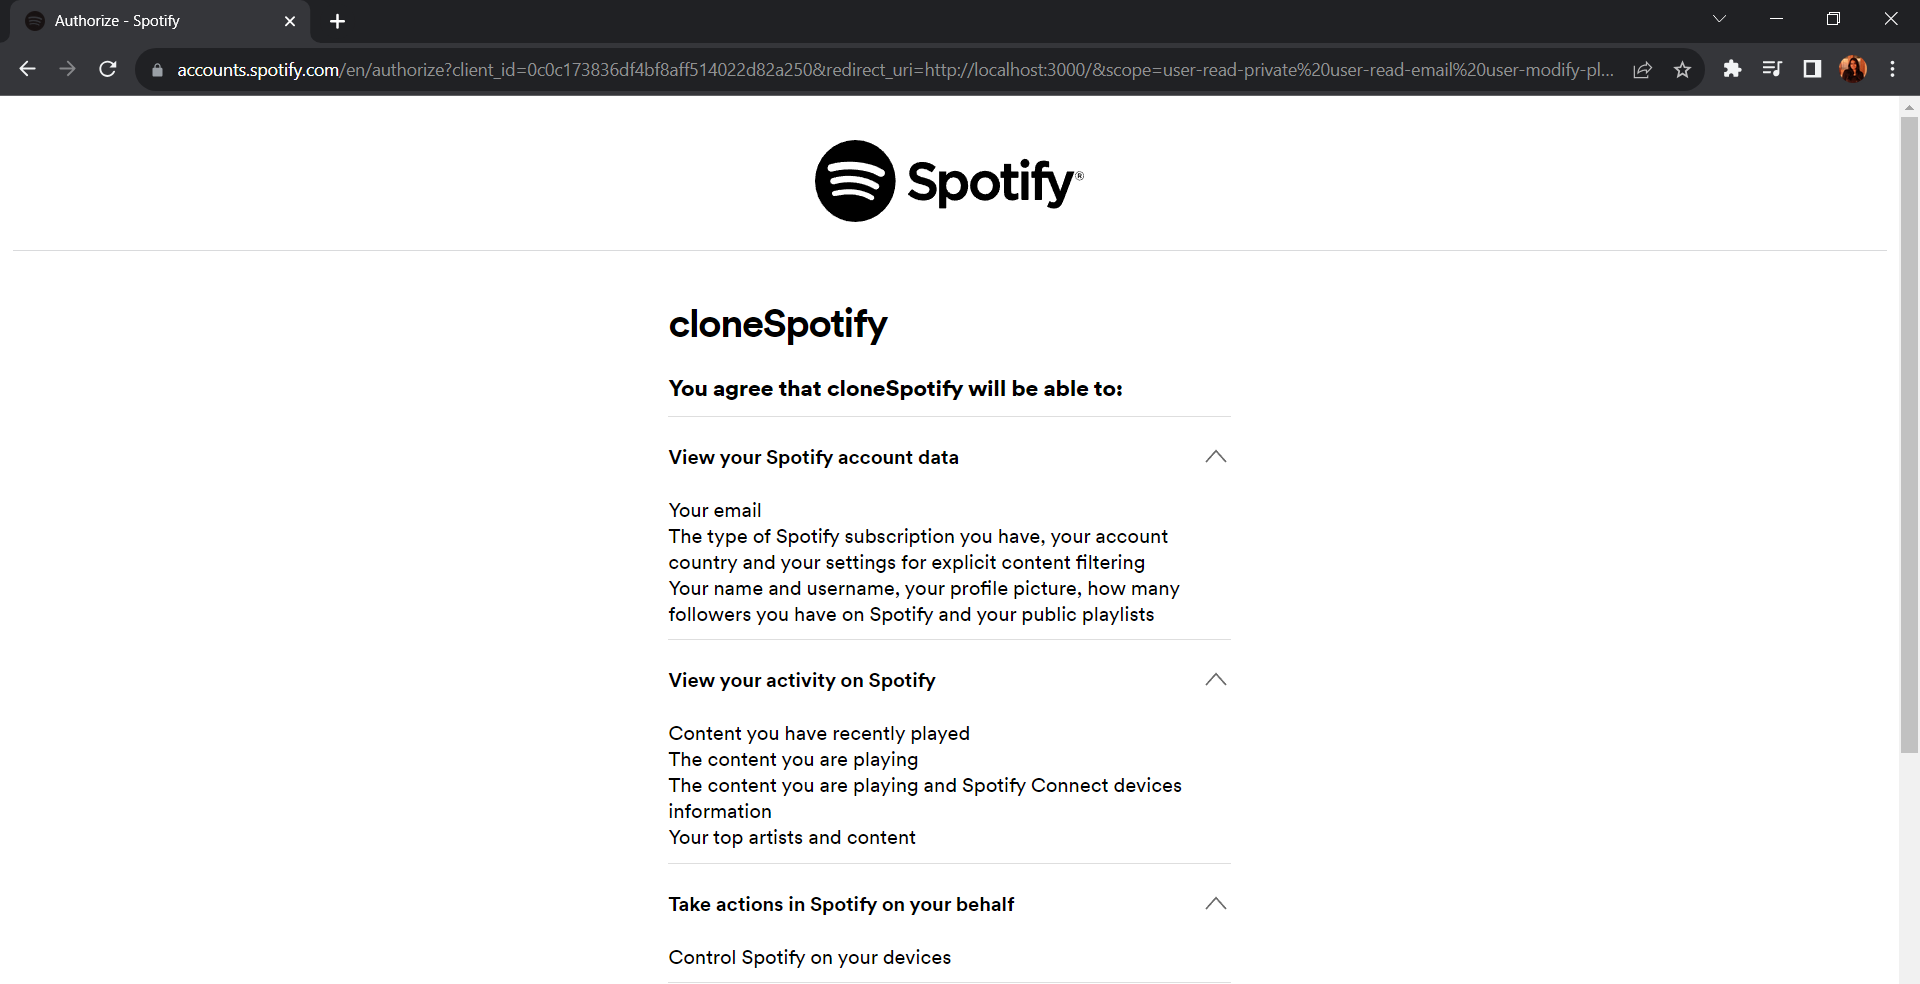 Authorize - Spotify
accounts.spotify.com/en/authorize?client_id=0c0c173836df4bf8aff514022d82a250&redirect_uri=http://localhost:3000/&scope=user-read-private%20user-read-email%20user-modify-pl...
Spotify®
cloneSpotify
You agree that cloneSpotify will be able to:
View your Spotify account data
Your email
The type of Spotify subscription you have, your account
country and your settings for explicit content filtering
Your name and username, your profile picture, how many
followers you have on Spotify and your public playlists
View your activity on Spotify
Content you have recently played
The content you are playing
The content you are playing and Spotify Connect devices
information
Your top artists and content
Take actions in Spotify on your behalf
Control Spotify on your devices